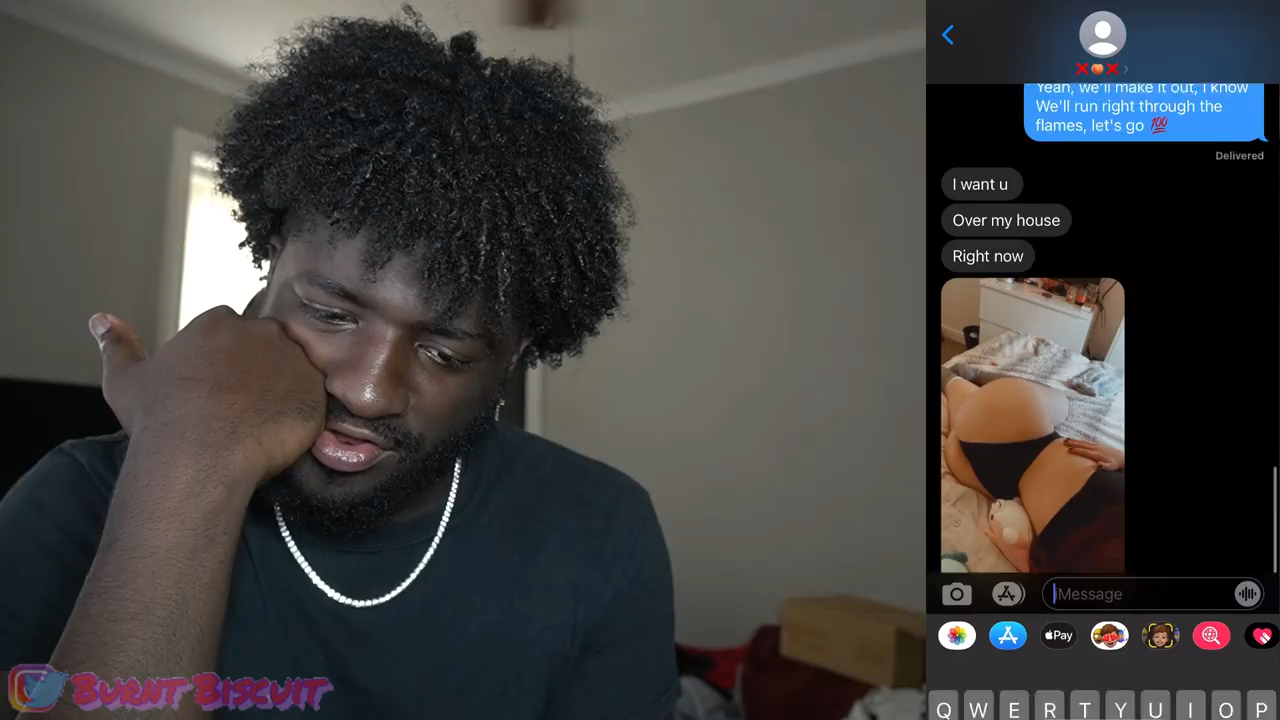 Yeah, we'll make it out, I know
We'll run right through the
flames, let's go 💯
Delivered
I want u
Over my house
Right now
iMessage
Pay
Q W E R T Y U I O P
Burnt Biscuit